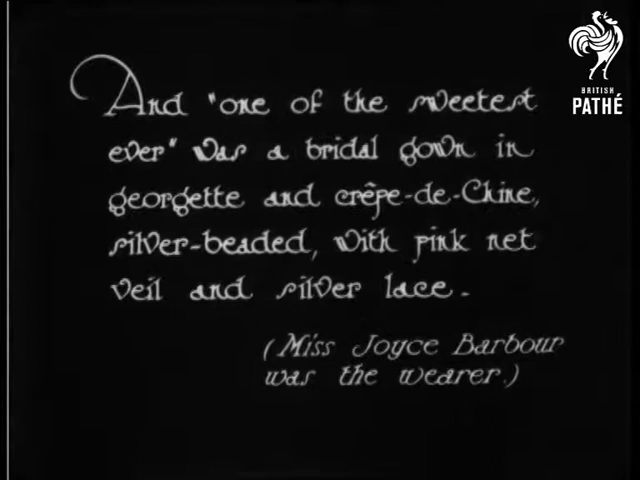 BRITISH
PATHÉ
And "one of the sweetest
ever" was a bridal gown in
georgette and crêpe-de-Chine,
silver-beaded, with pink net
veil and silver lace.
(Miss Joyce Barbour
was the wearer.)